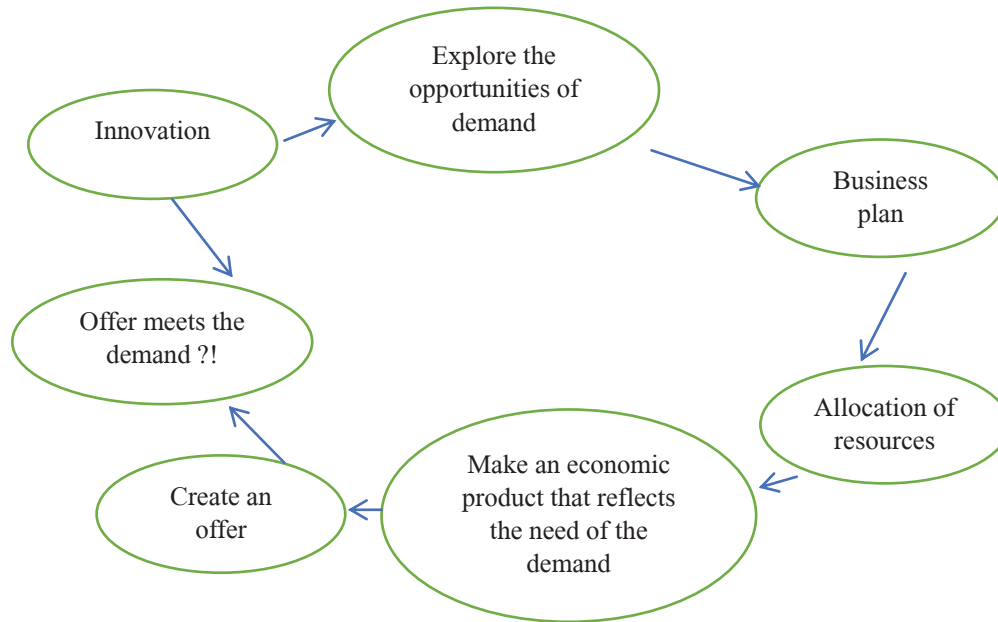 Innovation
Explore the
opportunities of
demand
Business
plan
Allocation of
resources
Make an economic
product that reflects
the need of the
demand
Create an
offer
Offer meets the
demand ?!